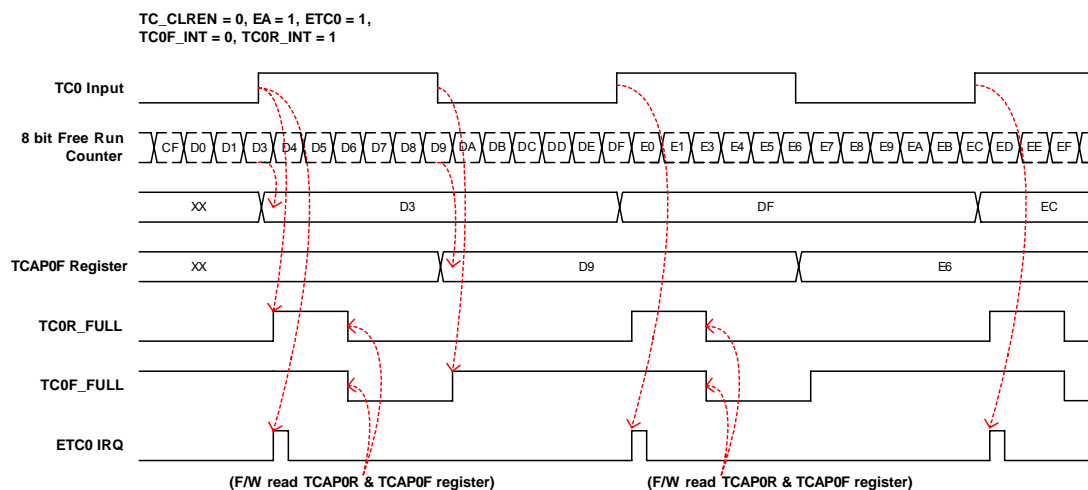 TC_CLREN = 0, EA = 1, ETC0 = 1,
TC0F_INT = 0, TC0R_INT = 1
TC0 Input
8 bit Free Run
Counter
CF D0 D1 D3 D4 D5 D6 D7 D8 D9 DA DB DC DD DE DF E0 E1 E3 E4 E5 E6 E7 E8 E9 EA EB EC ED EE EF
XX D3 DF EC
TCAP0F Register XX D9 E6
TC0R_FULL
TC0F_FULL
ETC0 IRQ
(F/W read TCAP0R & TCAP0F register) (F/W read TCAP0R & TCAP0F register)